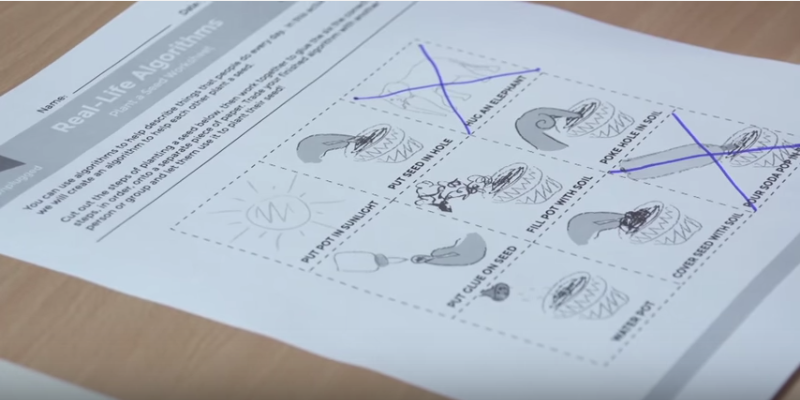 Name:
Date:
Real-Life Algorithms
Plant a Seed Worksheet
nplugged
You can use algorithms to help describe things that people do every day. In this activi
we will create an algorithm to help each other plant a seed.
Cut out the steps of planting a seed below, then work together to glue the six the correct
steps, in order, onto a separate piece of paper. Trade your finished algorithm with another
person or group and let them use it to plant their seed!
PUT POT IN SUNLIGHT
PUT SEED IN HOLE
HUG AN ELEPHANT
PUT GLUE ON SEED
FILL POT WITH SOIL
POKE HOLE IN SOIL
WATER POT
COVER SEED WITH SOIL
POUR SODA POP IN